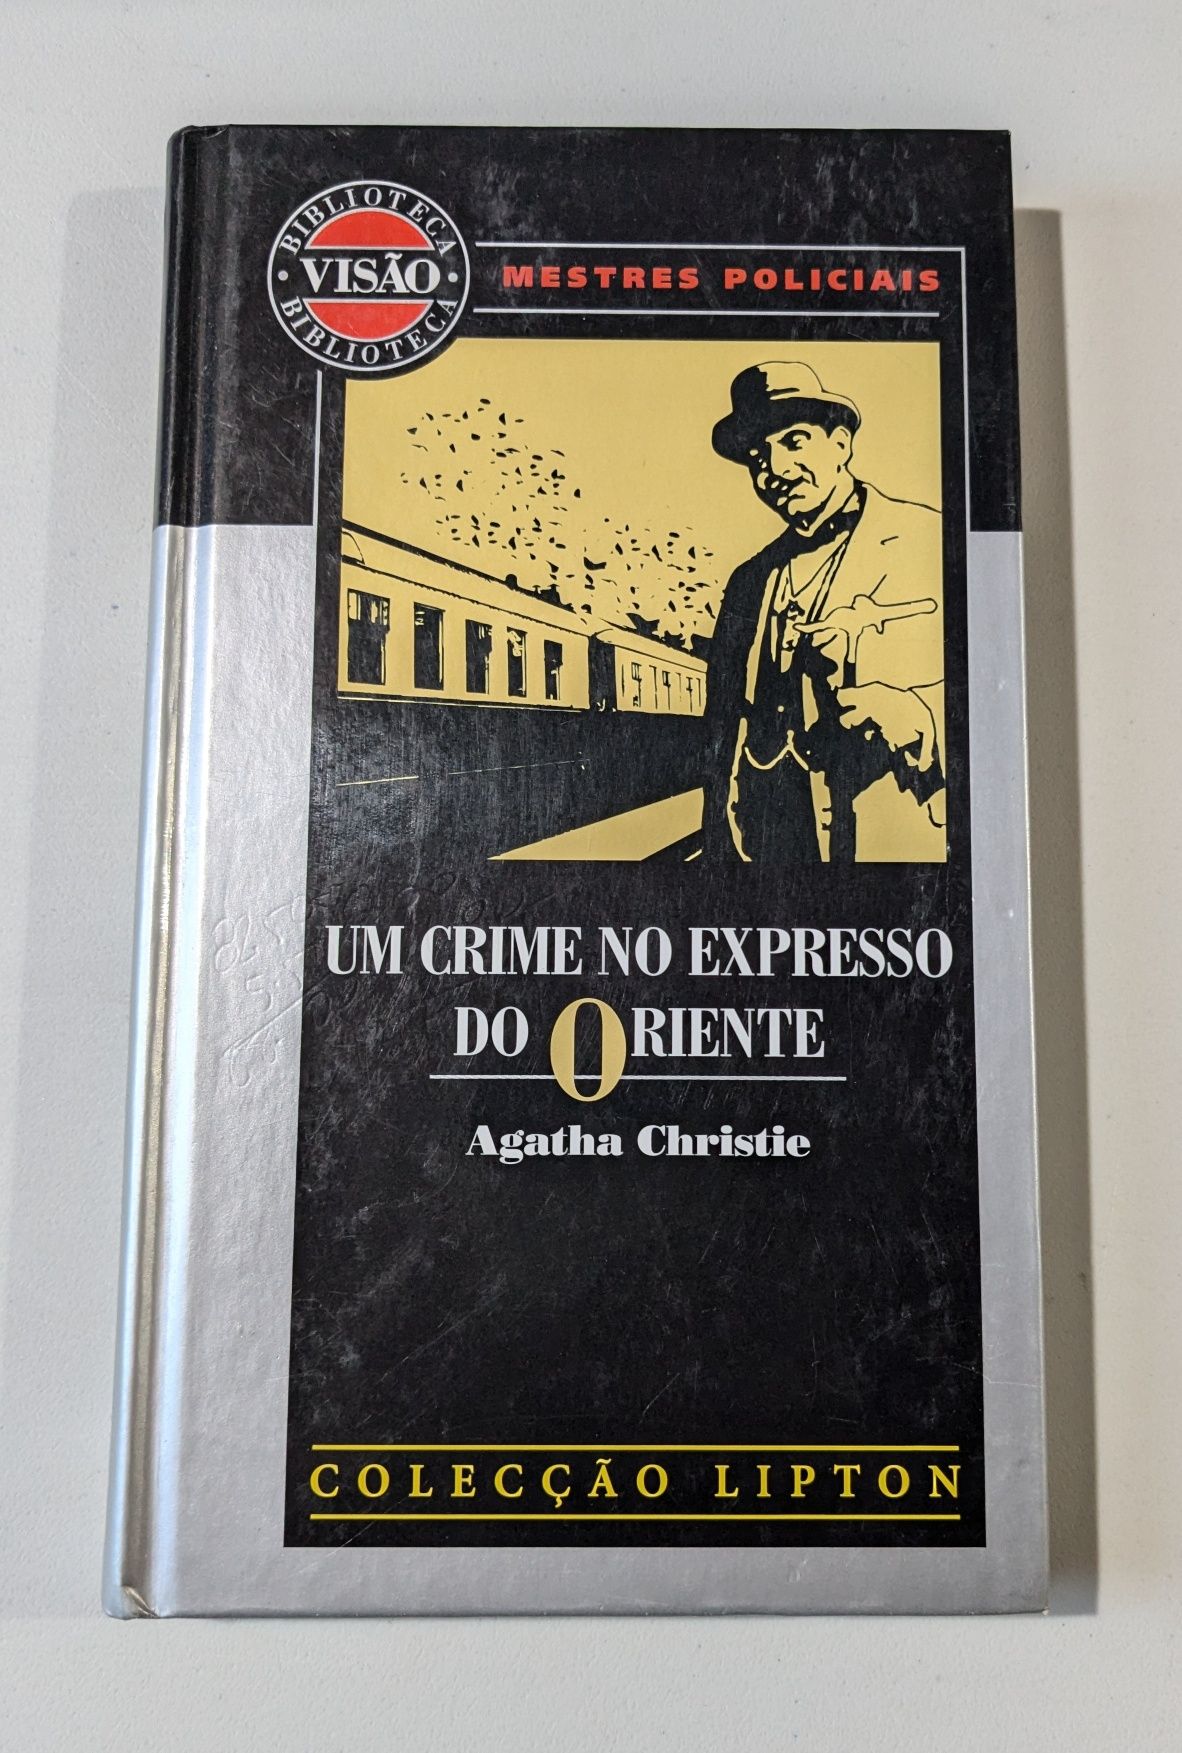 BIBLIOTECA
VISÃO
BIBLIOTECA
MESTRES POLICIAIS
UM CRIME NO EXPRESSO
DO ORIENTE
Agatha Christie
COLECÇÃO LIPTON